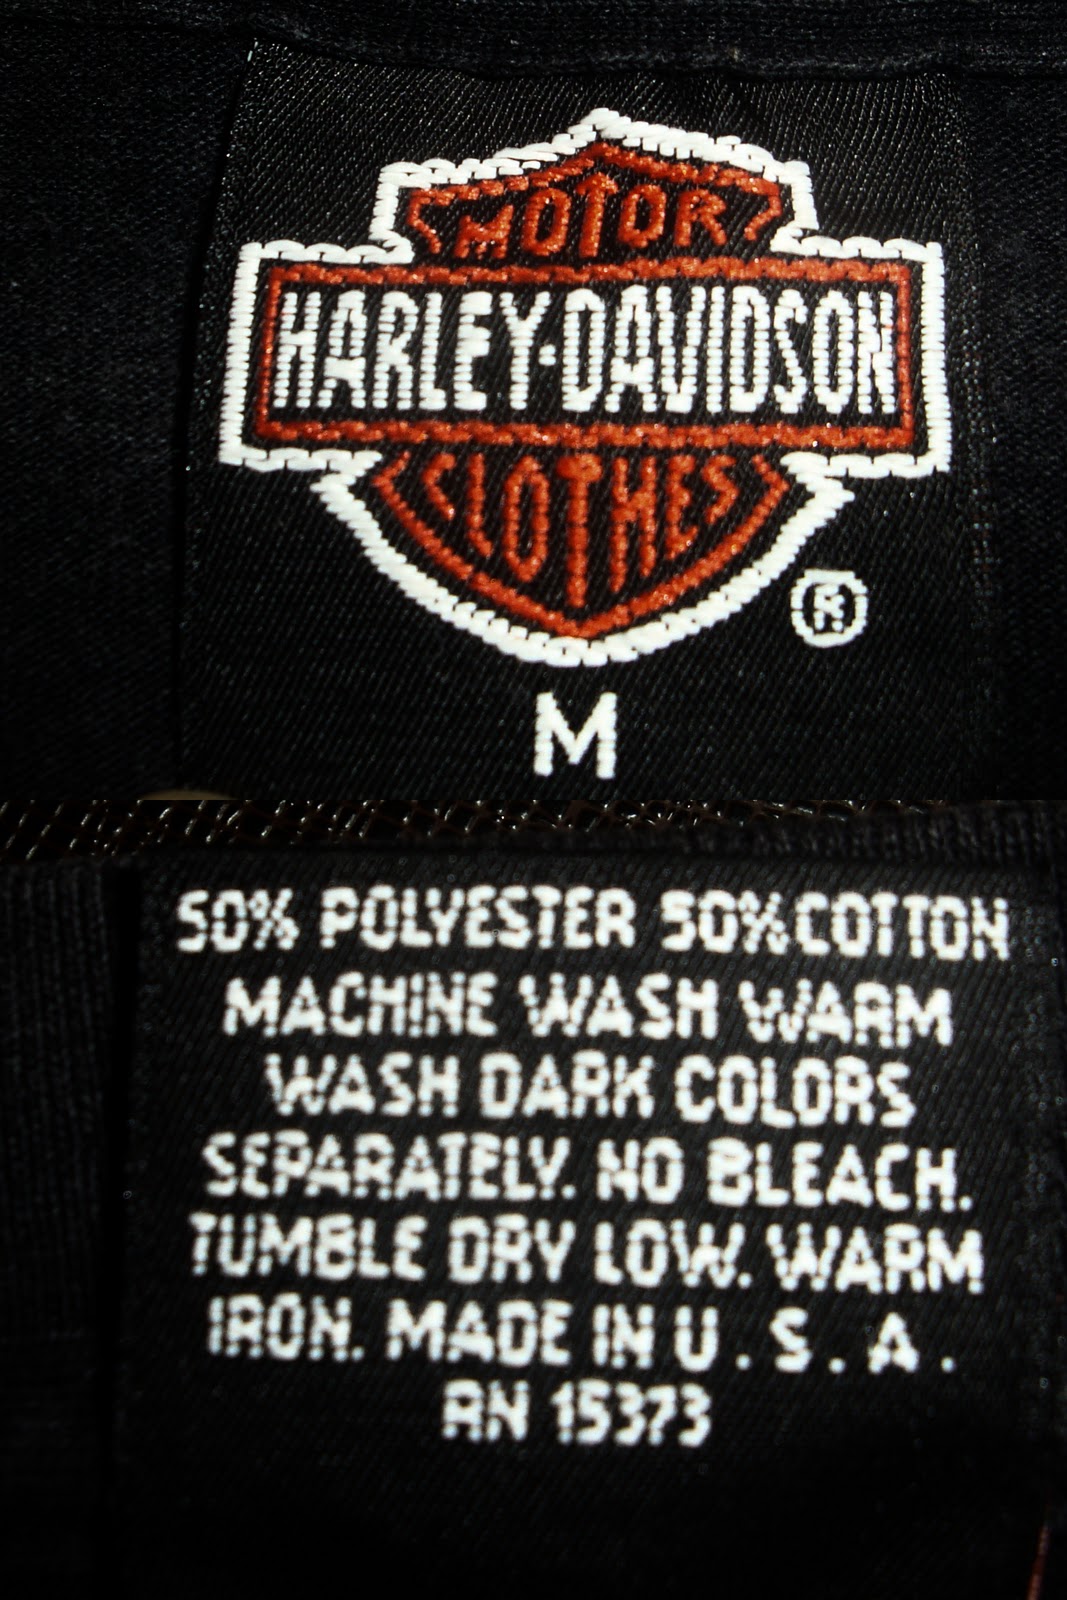 MOTOR
HARLEY-DAVIDSON
CLOTHES
®
M
50% POLYESTER 50% COTTON
MACHINE WASH WARM
WASH DARK COLORS
SEPARATELY. NO BLEACH.
TUMBLE DRY LOW. WARM
IRON. MADE IN U.S.A.
RN 15373